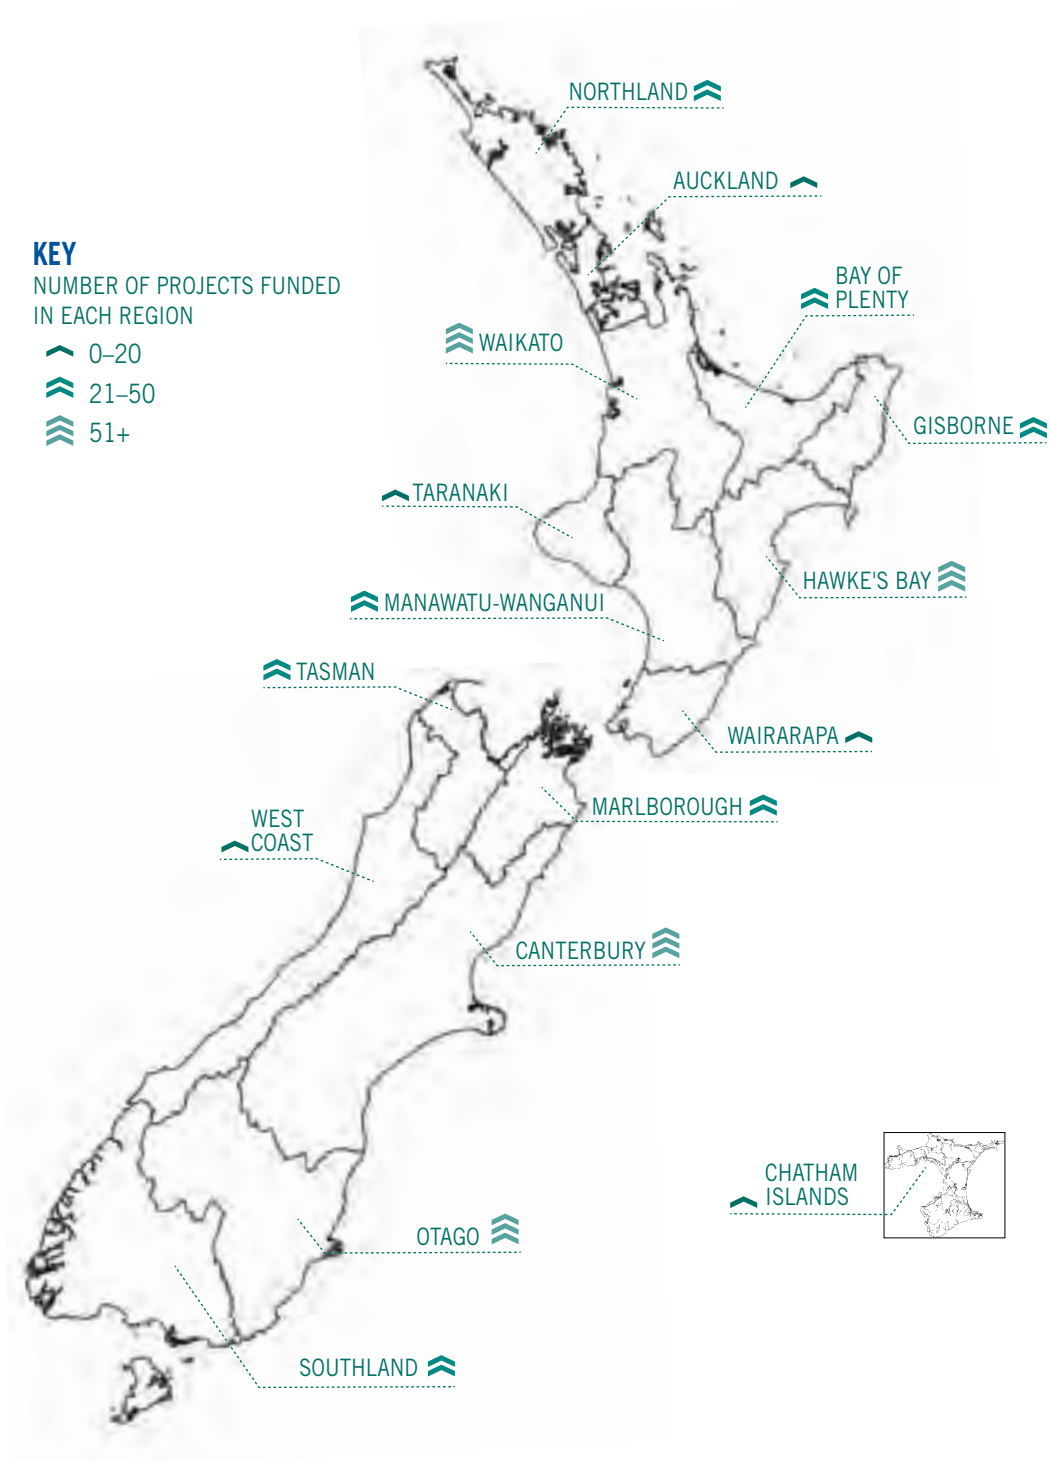 NORTHLAND
AUCKLAND
KEY
NUMBER OF PROJECTS FUNDED
IN EACH REGION
0–20
21–50
51+
BAY OF
PLENTY
WAIKATO
GISBORNE
TARANAKI
HAWKE'S BAY
MANAWATU-WANGANUI
TASMAN
WAIRARAPA
MARLBOROUGH
WEST
COAST
CANTERBURY
CHATHAM
ISLANDS
OTAGO
SOUTHLAND